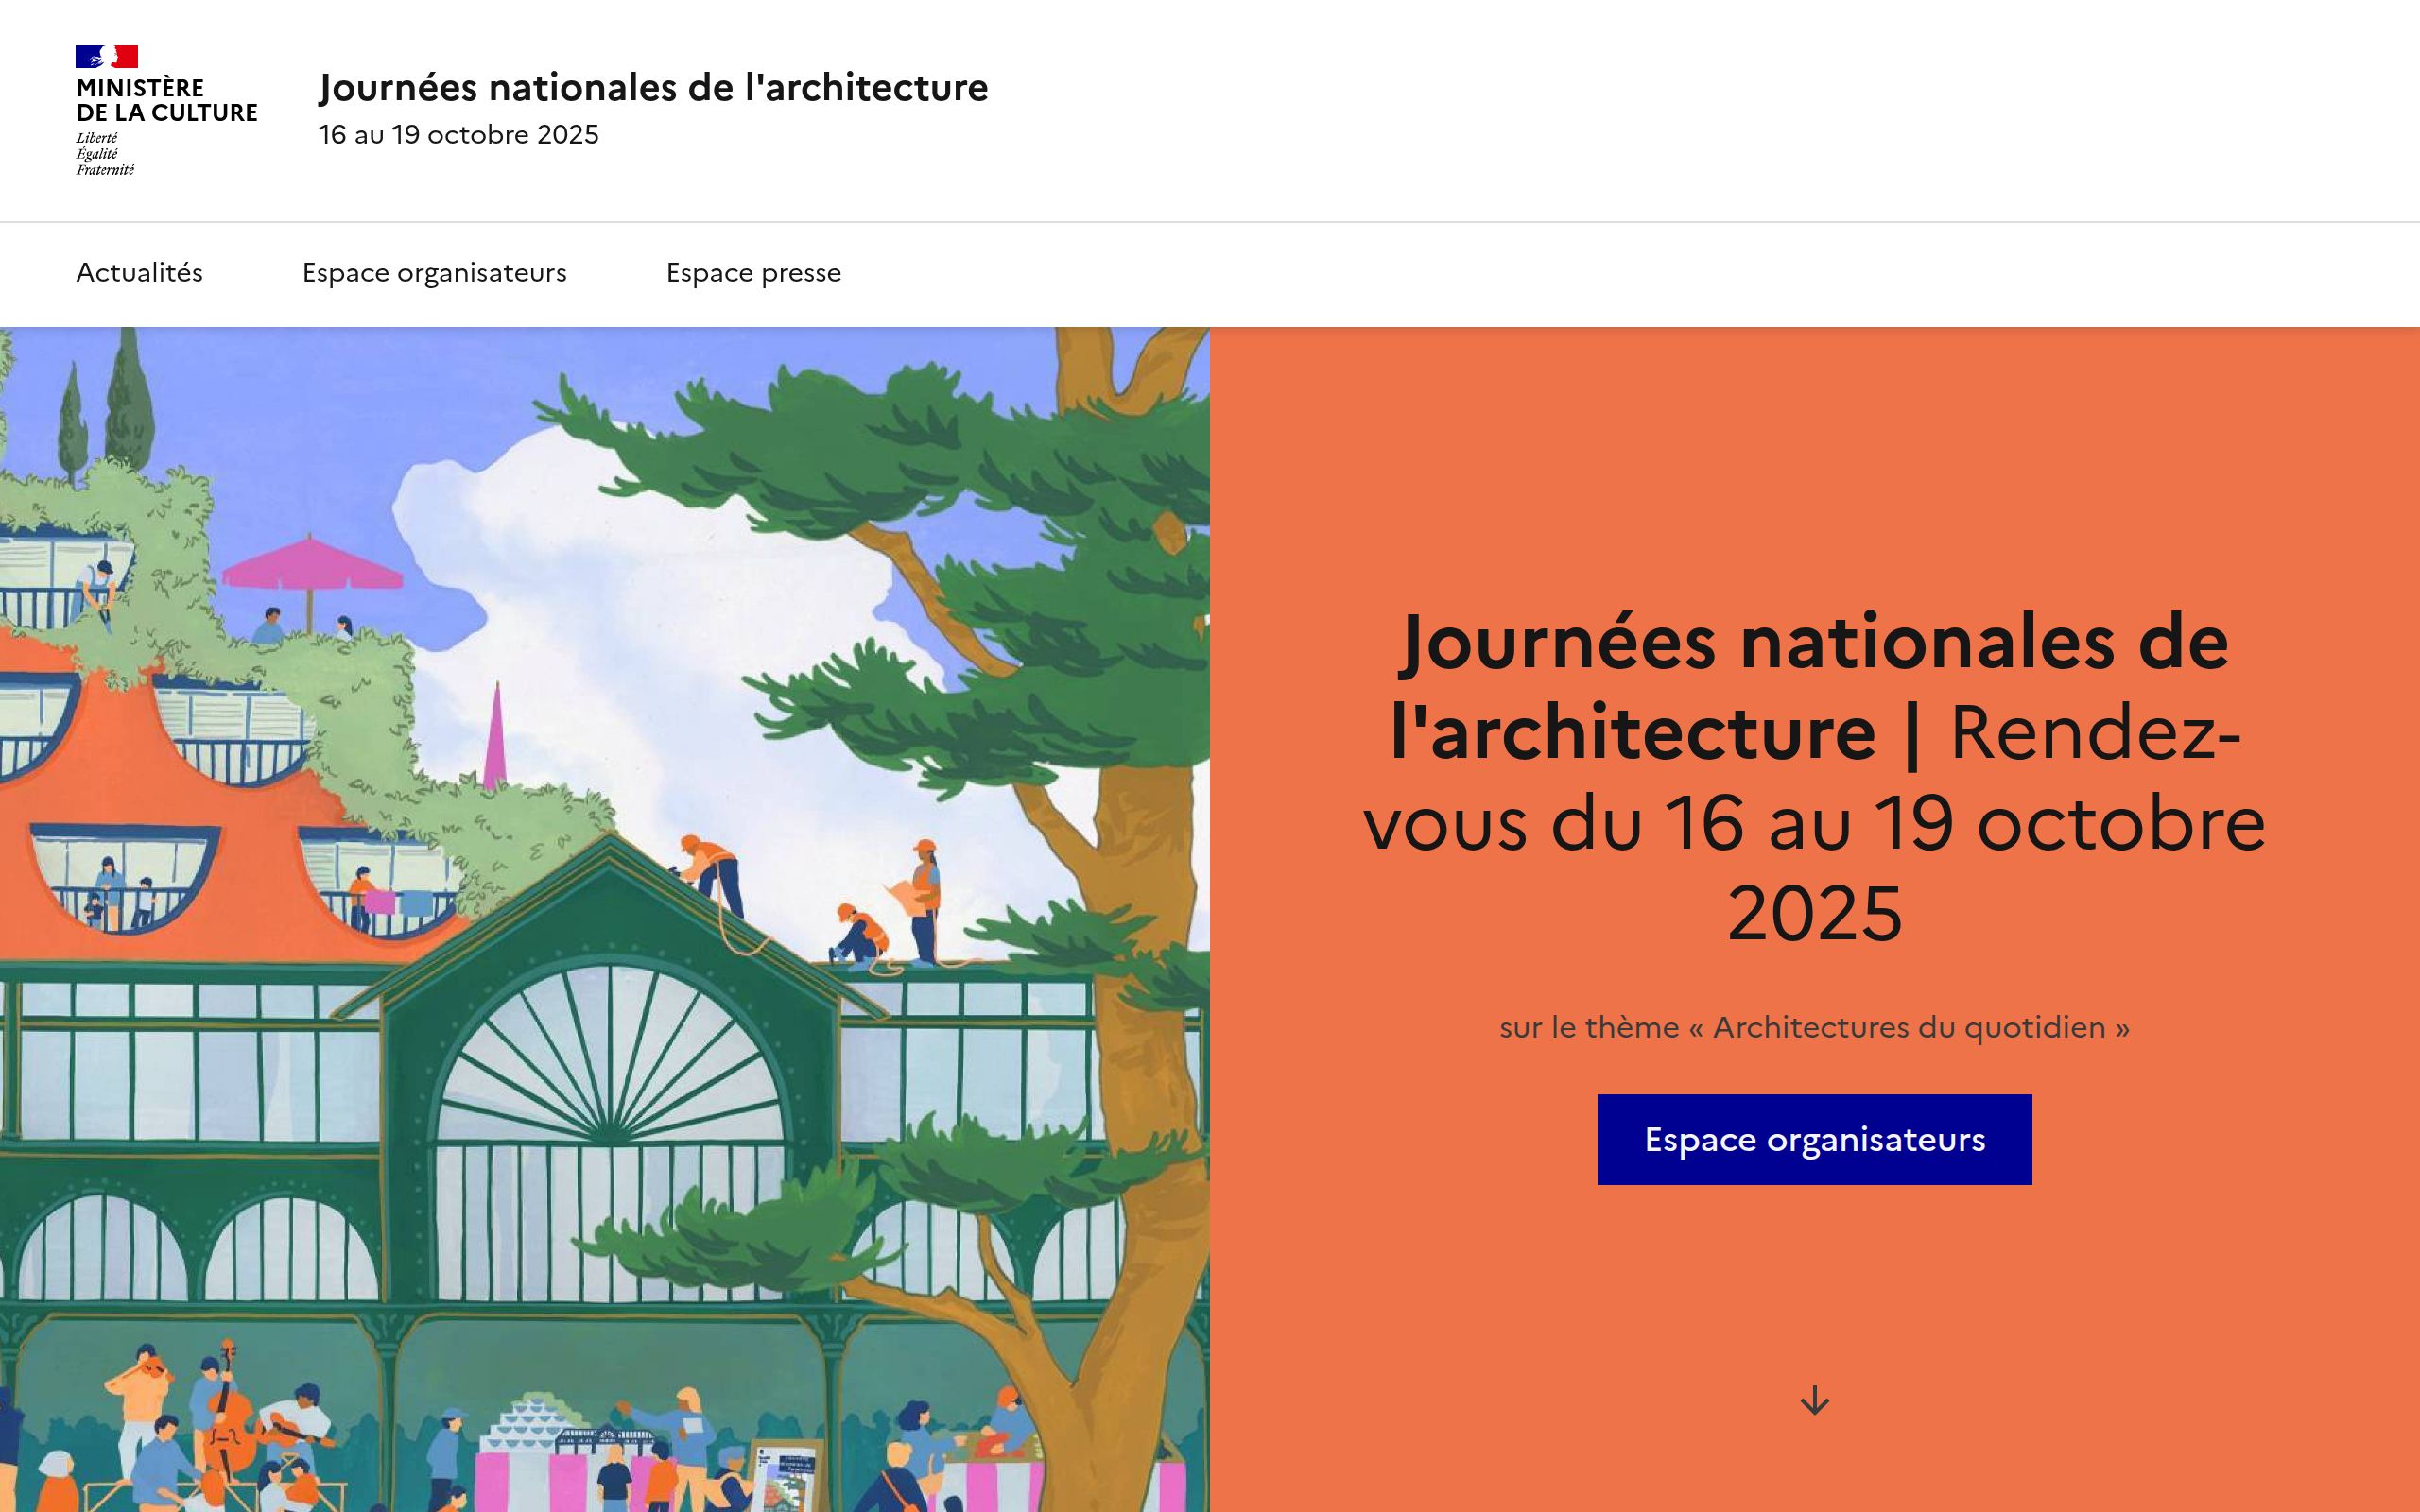 MINISTÈRE
DE LA CULTURE
Liberté
Égalité
Fraternité
Journées nationales de l'architecture
16 au 19 octobre 2025
Actualités
Espace organisateurs
Espace presse
Journées nationales de
l'architecture | Rendez-
vous du 16 au 19 octobre
2025
sur le thème « Architectures du quotidien »
Espace organisateurs